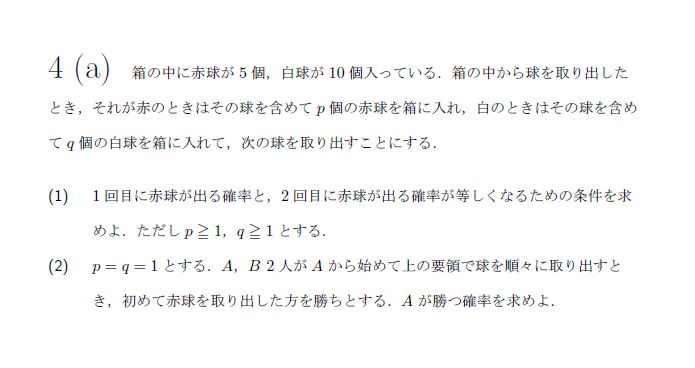 4 (a) 箱の中に赤球が 5 個，白球が 10 個入っている．箱の中から球を取り出した
とき，それが赤のときはその球を含めて p 個の赤球を箱に入れ，白のときはその球を含め
て q 個の白球を箱に入れて，次の球を取り出すことにする．
(1) 1 回目に赤球が出る確率と，2 回目に赤球が出る確率が等しくなるための条件を求
めよ．ただし p ≧ 1，q ≧ 1 とする．
(2) p = q = 1 とする．A，B 2 人が A から始めて上の要領で球を順々に取り出すと
き，初めて赤球を取り出した方を勝ちとする．A が勝つ確率を求めよ．